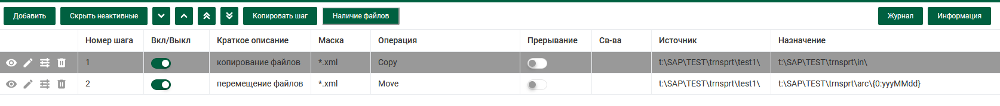 Добавить Скрыть неактивные Копировать шаг Наличие файлов Журнал Информация
Номер шага Вкл/Выкл Краткое описание Маска Операция Прерывание Св-ва Источник Назначение
1 копирование файлов *.xml Copy t:\SAP\TEST\trnsprt\test1\ t:\SAP\TEST\trnsprt\in\
2 перемещение файлов *.xml Move t:\SAP\TEST\trnsprt\test1\ t:\SAP\TEST\trnsprt\arc\{0:yyyMMdd}